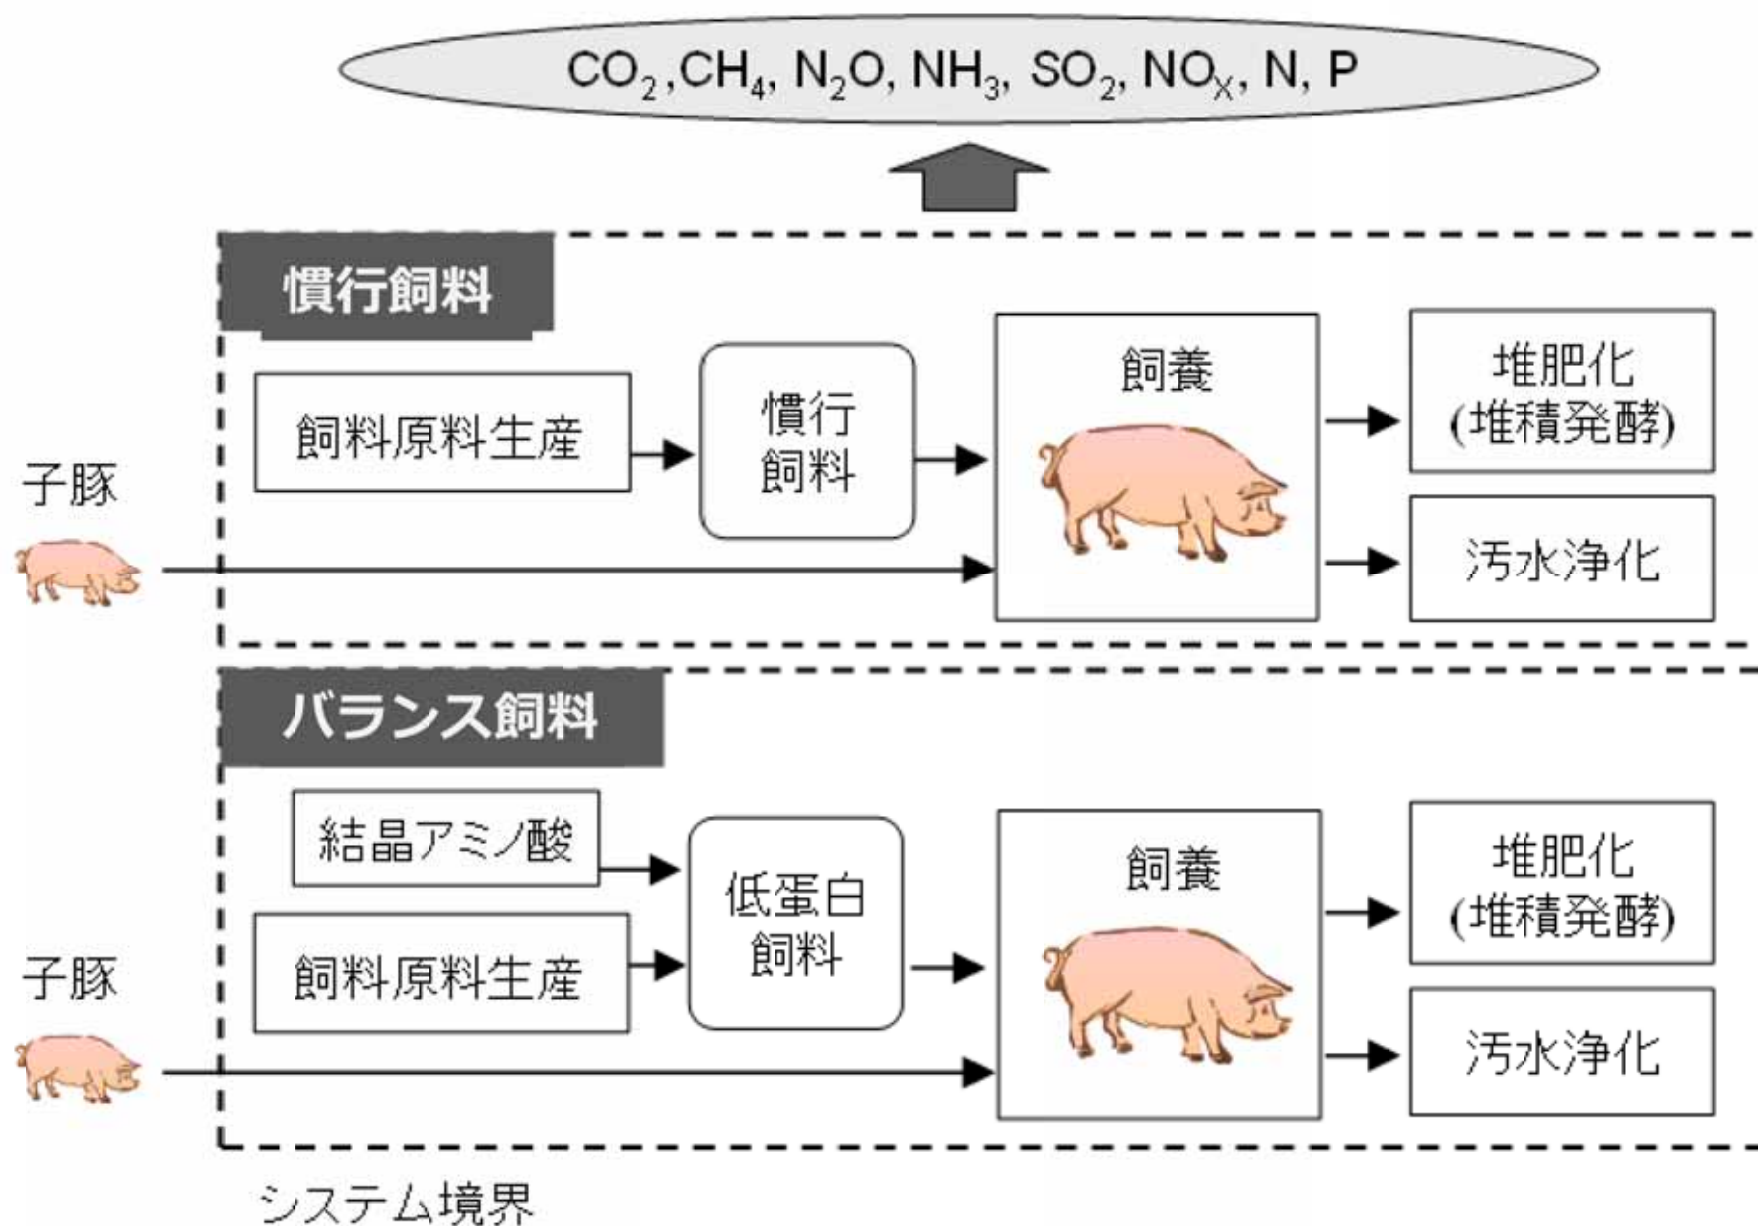 CO₂,CH₄, N₂O, NH₃, SO₂, NOₓ, N, P
慣行飼料
飼料原料生産
慣行
飼料
飼養
堆肥化
(堆積発酵)
汚水浄化
子豚
バランス飼料
結晶アミノ酸
飼料原料生産
低蛋白
飼料
飼養
堆肥化
(堆積発酵)
汚水浄化
子豚
システム境界